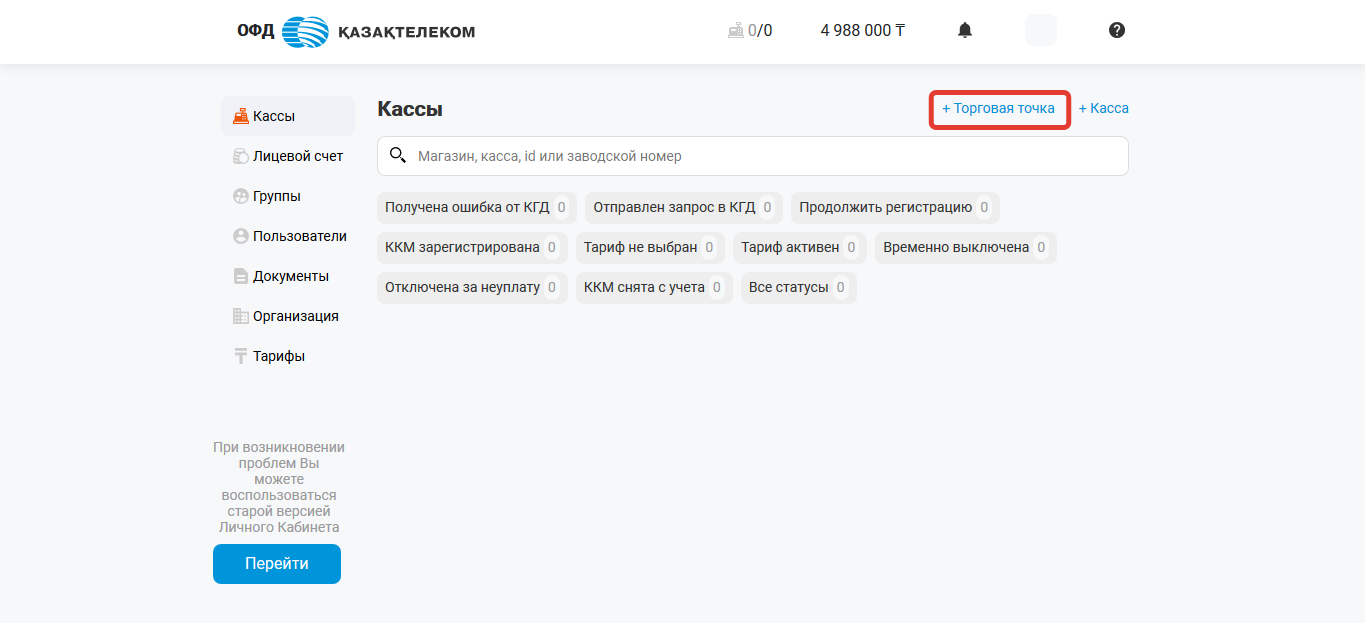 ОФД ҚАЗАҚТЕЛЕКОМ
0/0
4 988 000 ₸
Кассы
Лицевой счет
Группы
Пользователи
Документы
Организация
Тарифы
При возникновении
проблем Вы
можете
воспользоваться
старой версией
Личного Кабинета
Перейти
Кассы
+ Торговая точка
+ Касса
Магазин, касса, id или заводской номер
Получена ошибка от КГД 0
Отправлен запрос в КГД 0
Продолжить регистрацию 0
ККМ зарегистрирована 0
Тариф не выбран 0
Тариф активен 0
Временно выключена 0
Отключена за неуплату 0
ККМ снята с учета 0
Все статусы 0